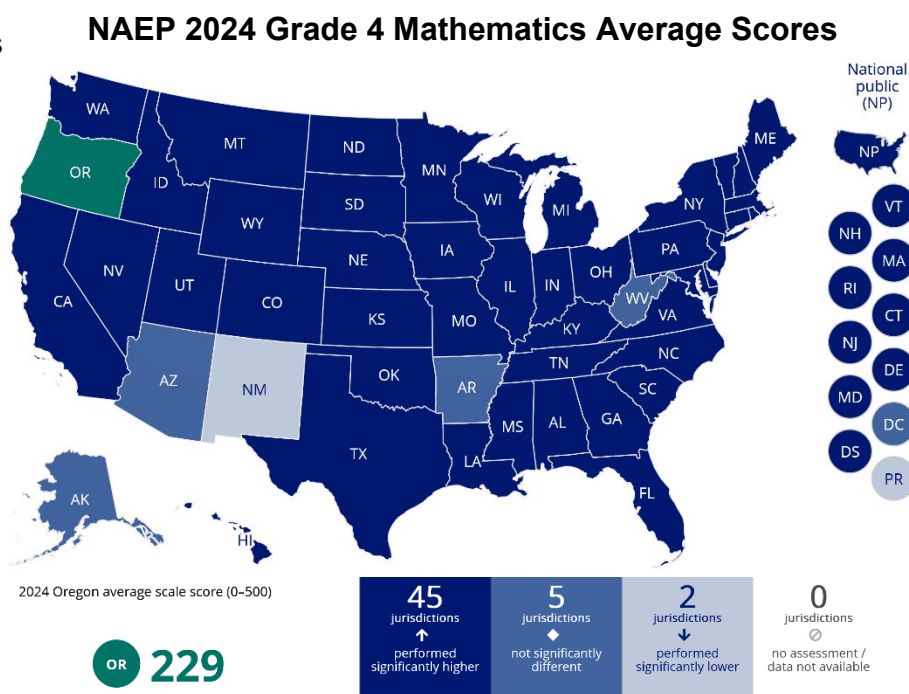 s
NAEP 2024 Grade 4 Mathematics Average Scores
National
public
(NP)
NP
WA
MT
ND
MN
ME
OR
ID
SD
WI
MI
NY
VT
WY
NH
IA
PA
MA
NE
NV
UT
CO
IL
IN
OH
CA
WV
RI
KS
MO
VA
CT
KY
NJ
NC
TN
AZ
NM
OK
AR
SC
DE
MD
MS
AL
GA
DC
TX
LA
DS
FL
PR
AK
HI
2024 Oregon average scale score (0–500)
OR 229
45
jurisdictions
↑
performed
significantly higher
5
jurisdictions
◆
not significantly
different
2
jurisdictions
↓
performed
significantly lower
0
jurisdictions
⊘
no assessment /
data not available